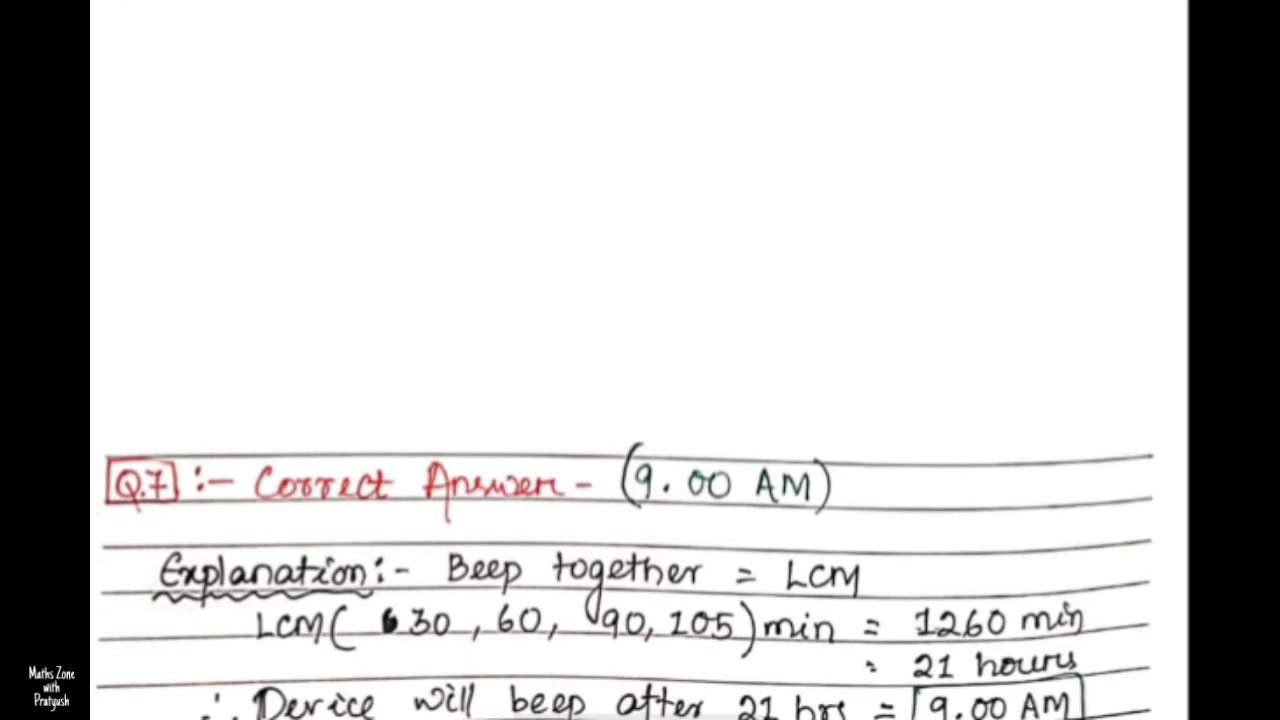 Q.7 :- Correct Answer - (9.00 AM)
Explanation :- Beep together = LCM
LCM( 30, 60, 90, 105) min = 1260 min
= 21 hours
∴ Device will beep after 21 hrs = 9.00 AM
Maths Zone
with
Pratyush